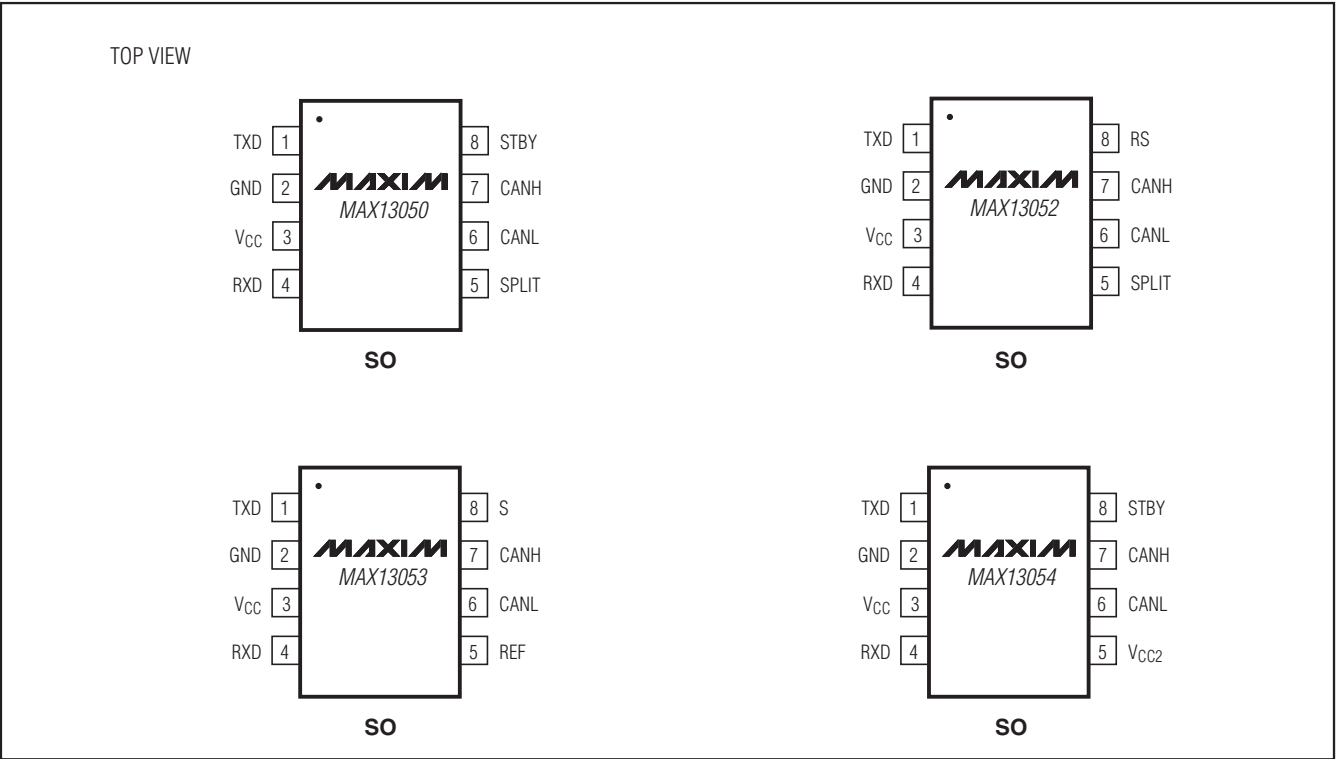 TOP VIEW
TXD 1
8 STBY
GND 2
MAXIM
7 CANH
MAX13050
VCC 3
6 CANL
RXD 4
5 SPLIT
SO
TXD 1
8 RS
GND 2
MAXIM
7 CANH
MAX13052
VCC 3
6 CANL
RXD 4
5 SPLIT
SO
TXD 1
8 S
GND 2
MAXIM
7 CANH
MAX13053
VCC 3
6 CANL
RXD 4
5 REF
SO
TXD 1
8 STBY
GND 2
MAXIM
7 CANH
MAX13054
VCC 3
6 CANL
RXD 4
5 VCC2
SO